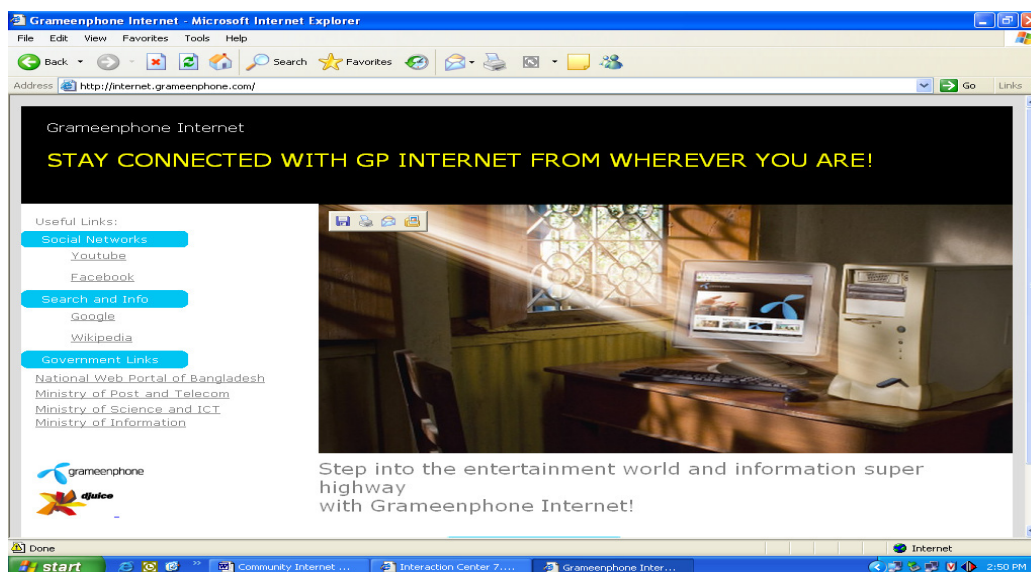 Grameenphone Internet - Microsoft Internet Explorer
File Edit View Favorites Tools Help
Back Search Favorites
Address http://internet.grameenphone.com/ Go Links
Grameenphone Internet
STAY CONNECTED WITH GP INTERNET FROM WHEREVER YOU ARE!
Useful Links:
Social Networks
Youtube
Facebook
Search and Info
Google
Wikipedia
Government Links
National Web Portal of Bangladesh
Ministry of Post and Telecom
Ministry of Science and ICT
Ministry of Information
grameenphone
djuice
Step into the entertainment world and information super
highway
with Grameenphone Internet!
Done Internet
start Community Internet ... Interaction Center 7.... Grameenphone Inter... 2:50 PM